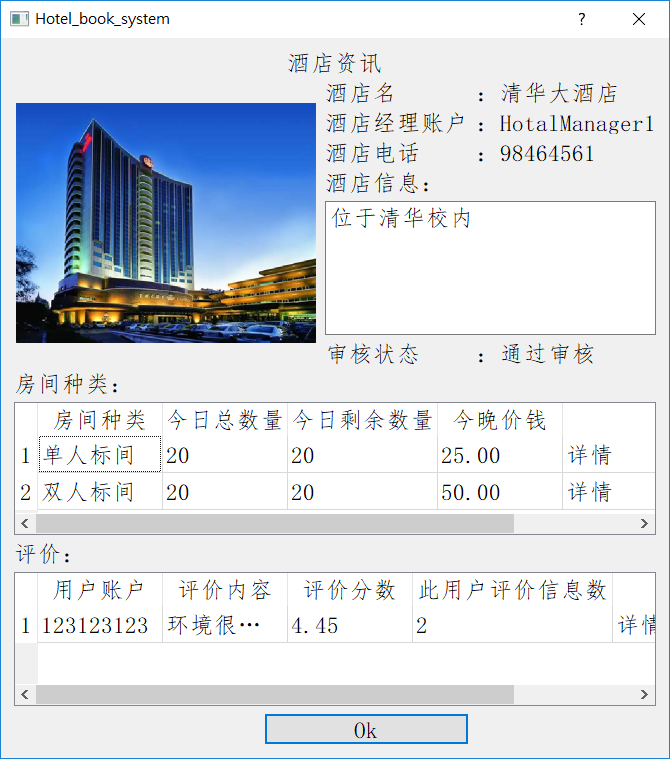 Hotel_book_system
酒店资讯
酒店名 : 清华大酒店
酒店经理账户 : HotalManager1
酒店电话 : 98464561
酒店信息:
位于清华校内
审核状态 : 通过审核
房间种类:
房间种类 今日总数量 今日剩余数量 今晚价钱
1 单人标间 20 20 25.00 详情
2 双人标间 20 20 50.00 详情
评价:
用户账户 评价内容 评价分数 此用户评价信息数
1 123123123 环境很… 4.45 2 详情
Ok